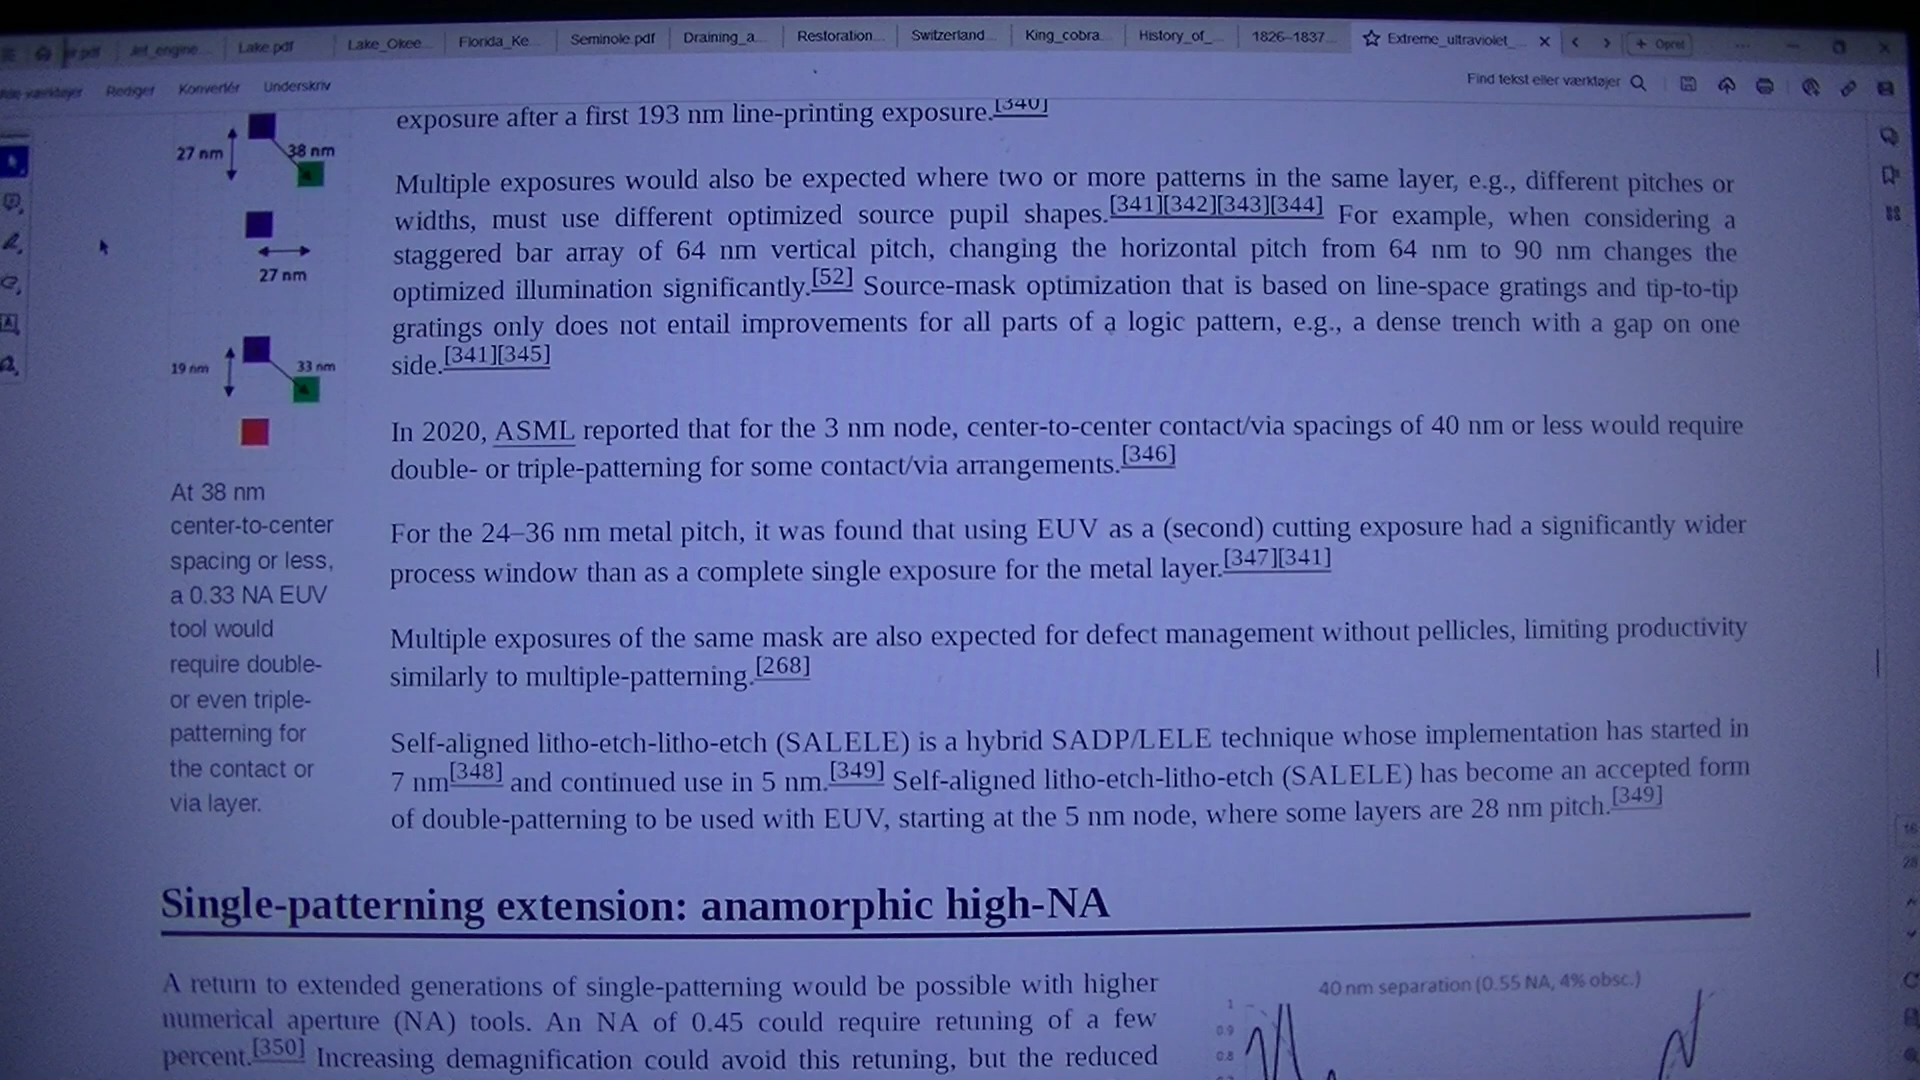 Jet_engine...
Lake.pdf
Lake_Okee...
Florida_Ke...
Seminole.pdf
Draining_a...
Restoration...
Switzerland...
King_cobra...
History_of_...
1826–1837...
Extreme_ultraviolet_...
+ Opret
Rediger
Konvertér
Underskriv
Find tekst eller værktøjer
exposure after a first 193 nm line-printing exposure.[340]
27 nm
38 nm
27 nm
19 nm
33 nm
At 38 nm
center-to-center
spacing or less,
a 0.33 NA EUV
tool would
require double-
or even triple-
patterning for
the contact or
via layer.
Multiple exposures would also be expected where two or more patterns in the same layer, e.g., different pitches or
widths, must use different optimized source pupil shapes.[341][342][343][344] For example, when considering a
staggered bar array of 64 nm vertical pitch, changing the horizontal pitch from 64 nm to 90 nm changes the
optimized illumination significantly.[52] Source-mask optimization that is based on line-space gratings and tip-to-tip
gratings only does not entail improvements for all parts of a logic pattern, e.g., a dense trench with a gap on one
side.[341][345]
In 2020, ASML reported that for the 3 nm node, center-to-center contact/via spacings of 40 nm or less would require
double- or triple-patterning for some contact/via arrangements.[346]
For the 24–36 nm metal pitch, it was found that using EUV as a (second) cutting exposure had a significantly wider
process window than as a complete single exposure for the metal layer.[347][341]
Multiple exposures of the same mask are also expected for defect management without pellicles, limiting productivity
similarly to multiple-patterning.[268]
Self-aligned litho-etch-litho-etch (SALELE) is a hybrid SADP/LELE technique whose implementation has started in
7 nm[348] and continued use in 5 nm.[349] Self-aligned litho-etch-litho-etch (SALELE) has become an accepted form
of double-patterning to be used with EUV, starting at the 5 nm node, where some layers are 28 nm pitch.[349]
Single-patterning extension: anamorphic high-NA
A return to extended generations of single-patterning would be possible with higher
numerical aperture (NA) tools. An NA of 0.45 could require retuning of a few
percent.[350] Increasing demagnification could avoid this retuning, but the reduced
40 nm separation (0.55 NA, 4% obsc.)
1
0.9
0.8